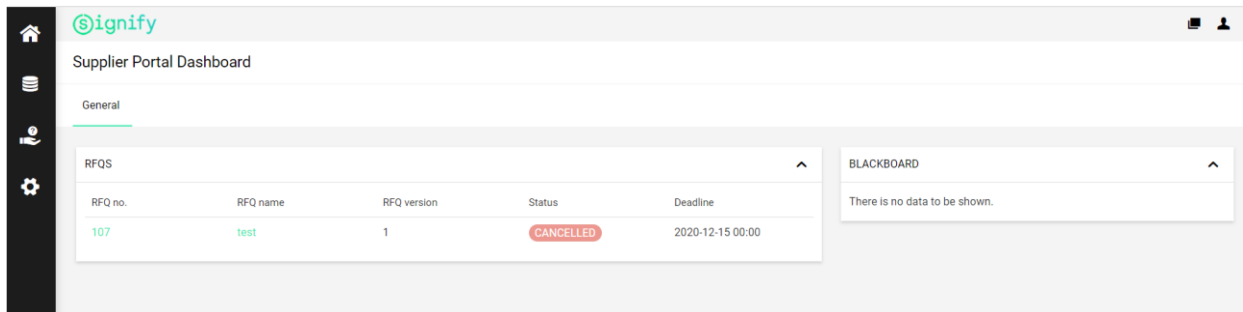 Signify
Supplier Portal Dashboard
General
RFQS
RFQ no. RFQ name RFQ version Status Deadline
107 test 1 CANCELLED 2020-12-15 00:00
BLACKBOARD
There is no data to be shown.